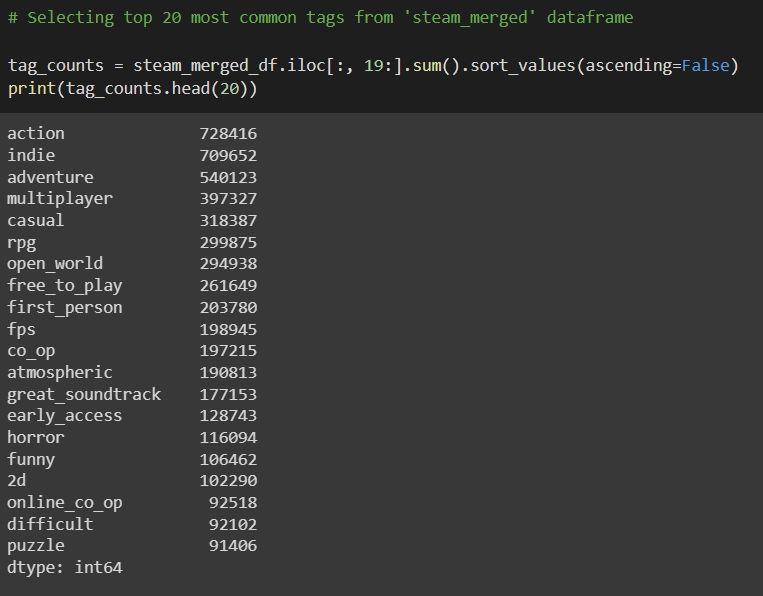 # Selecting top 20 most common tags from 'steam_merged' dataframe
tag_counts = steam_merged_df.iloc[:, 19:].sum().sort_values(ascending=False)
print(tag_counts.head(20))
action 728416
indie 709652
adventure 540123
multiplayer 397327
casual 318387
rpg 299875
open_world 294938
free_to_play 261649
first_person 203780
fps 198945
co_op 197215
atmospheric 190813
great_soundtrack 177153
early_access 128743
horror 116094
funny 106462
2d 102290
online_co_op 92518
difficult 92102
puzzle 91406
dtype: int64